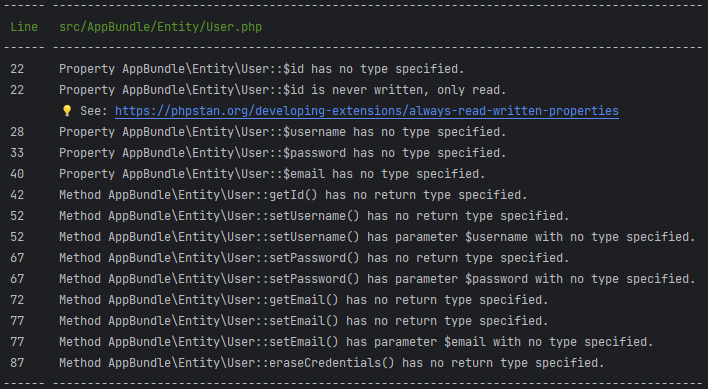 ------ -------------------------------------------------------------------------------------------
Line src/AppBundle/Entity/User.php
------ -------------------------------------------------------------------------------------------
22 Property AppBundle\Entity\User::$id has no type specified.
22 Property AppBundle\Entity\User::$id is never written, only read.
💡 See: https://phpstan.org/developing-extensions/always-read-written-properties
28 Property AppBundle\Entity\User::$username has no type specified.
33 Property AppBundle\Entity\User::$password has no type specified.
40 Property AppBundle\Entity\User::$email has no type specified.
42 Method AppBundle\Entity\User::getId() has no return type specified.
52 Method AppBundle\Entity\User::setUsername() has no return type specified.
52 Method AppBundle\Entity\User::setUsername() has parameter $username with no type specified.
67 Method AppBundle\Entity\User::setPassword() has no return type specified.
67 Method AppBundle\Entity\User::setPassword() has parameter $password with no type specified.
72 Method AppBundle\Entity\User::getEmail() has no return type specified.
77 Method AppBundle\Entity\User::setEmail() has no return type specified.
77 Method AppBundle\Entity\User::setEmail() has parameter $email with no type specified.
87 Method AppBundle\Entity\User::eraseCredentials() has no return type specified.
------ -------------------------------------------------------------------------------------------